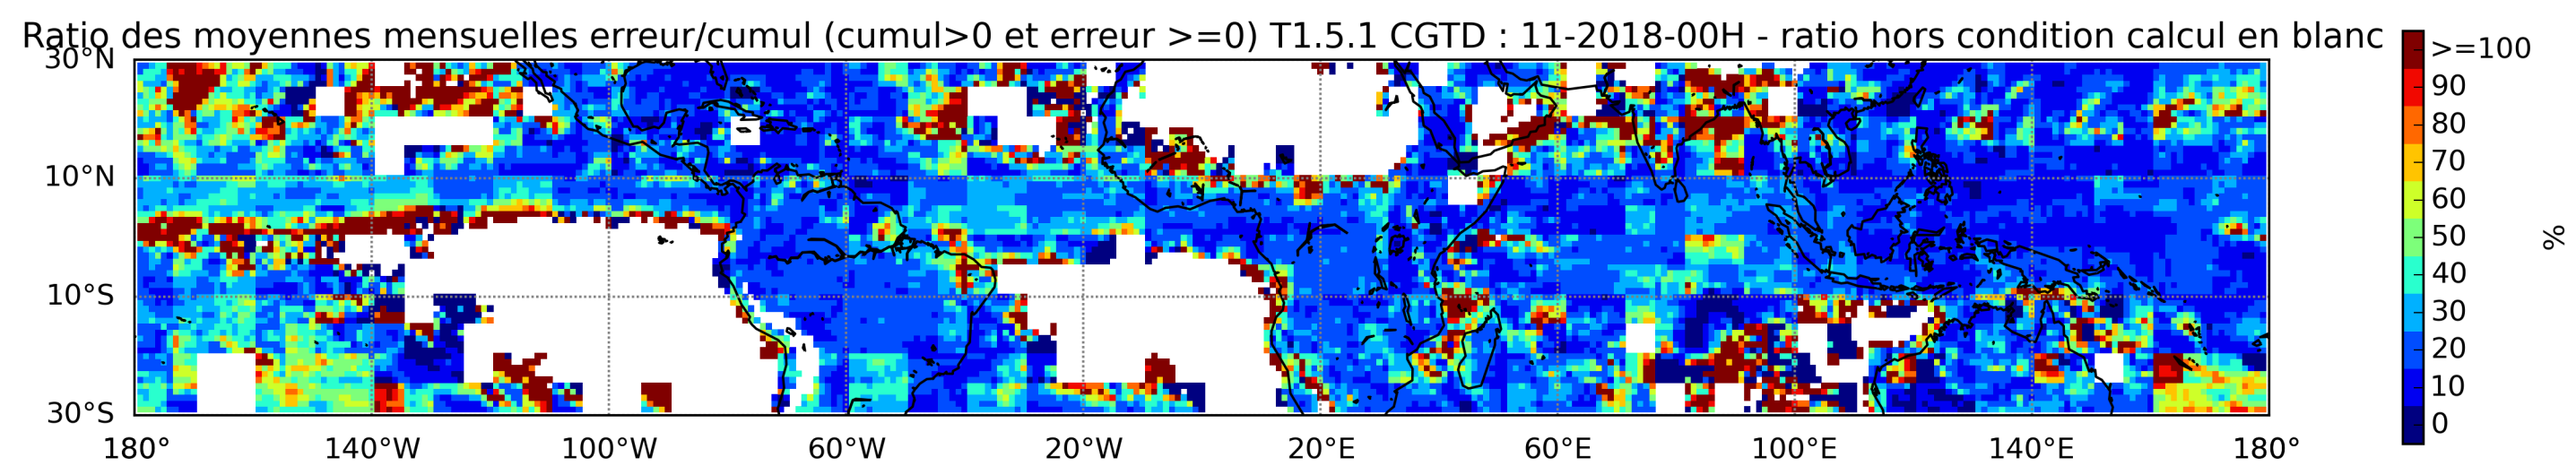 Ratio des moyennes mensuelles erreur/cumul (cumul>0 et erreur >=0) T1.5.1 CGTD : 11-2018-00H - ratio hors condition calcul en blanc
30°N
10°N
10°S
30°S
180° 140°W 100°W 60°W 20°W 20°E 60°E 100°E 140°E 180°
>=100
90
80
70
60
50
40
30
20
10
0
%